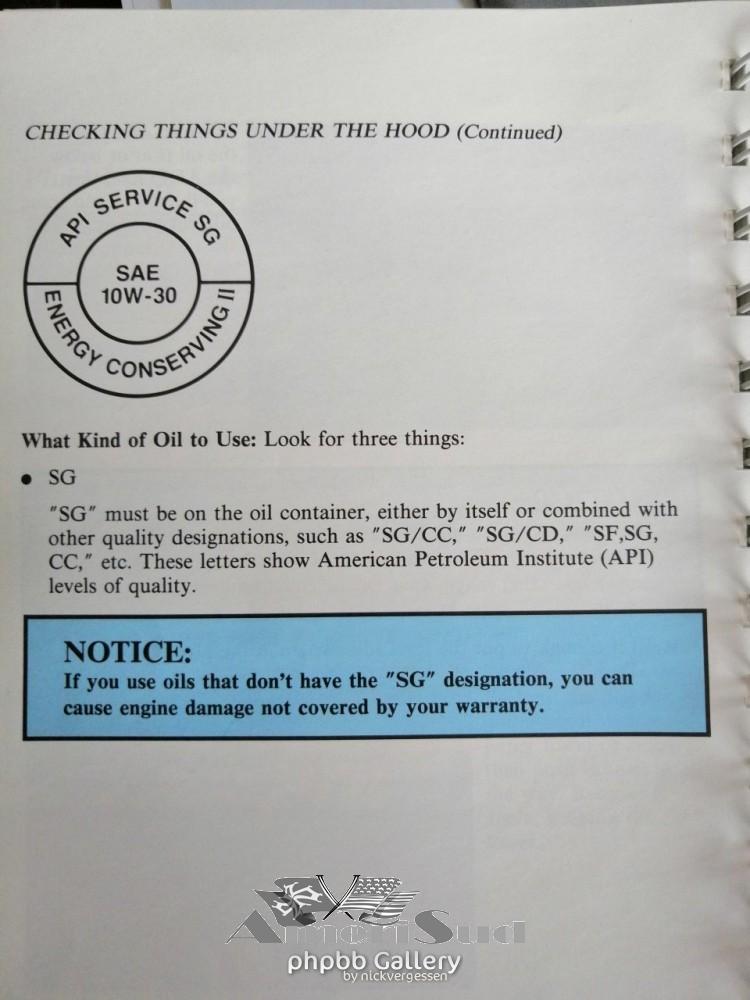 CHECKING THINGS UNDER THE HOOD (Continued)
API SERVICE SG
SAE
10W-30
ENERGY CONSERVING II
What Kind of Oil to Use: Look for three things:
● SG
"SG" must be on the oil container, either by itself or combined with
other quality designations, such as "SG/CC," "SG/CD," "SF,SG,
CC," etc. These letters show American Petroleum Institute (API)
levels of quality.
NOTICE:
If you use oils that don't have the "SG" designation, you can
cause engine damage not covered by your warranty.
AmeriSud
phpbb Gallery
by nickvergessen